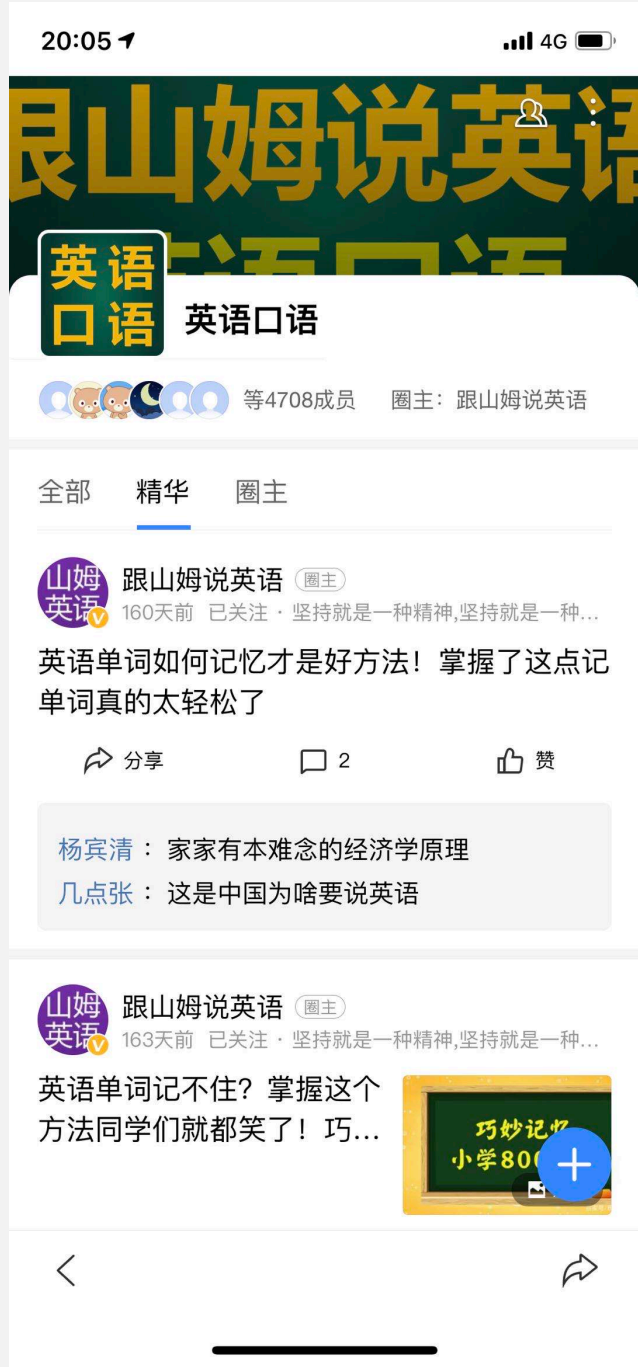 20:05
4G
跟山姆说英语
英语口语
英语
口语
英语口语
等4708成员 圈主：跟山姆说英语
全部 精华 圈主
山姆
英语
跟山姆说英语 圈主
160天前 已关注 · 坚持就是一种精神,坚持就是一种...
英语单词如何记忆才是好方法！掌握了这点记
单词真的太轻松了
分享 2 赞
杨宾清：家家有本难念的经济学原理
几点张：这是中国为啥要说英语
山姆
英语
跟山姆说英语 圈主
163天前 已关注 · 坚持就是一种精神,坚持就是一种...
英语单词记不住？掌握这个
方法同学们就都笑了！巧...
巧妙记忆
小学80